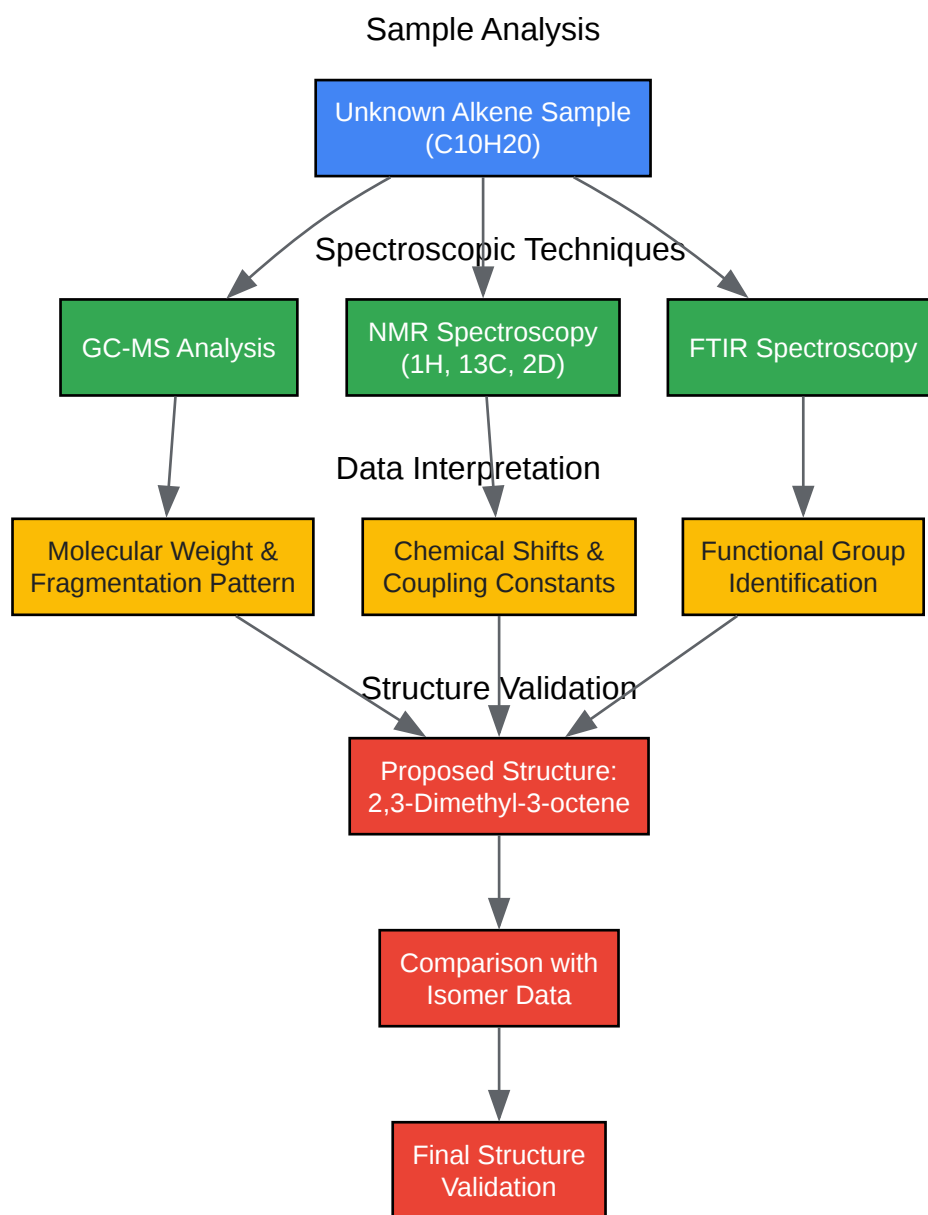 Sample Analysis
Unknown Alkene Sample
(C10H20)
Spectroscopic Techniques
GC-MS Analysis
NMR Spectroscopy
(1H, 13C, 2D)
FTIR Spectroscopy
Data Interpretation
Molecular Weight &
Fragmentation Pattern
Chemical Shifts &
Coupling Constants
Functional Group
Identification
Structure Validation
Proposed Structure:
2,3-Dimethyl-3-octene
Comparison with
Isomer Data
Final Structure
Validation